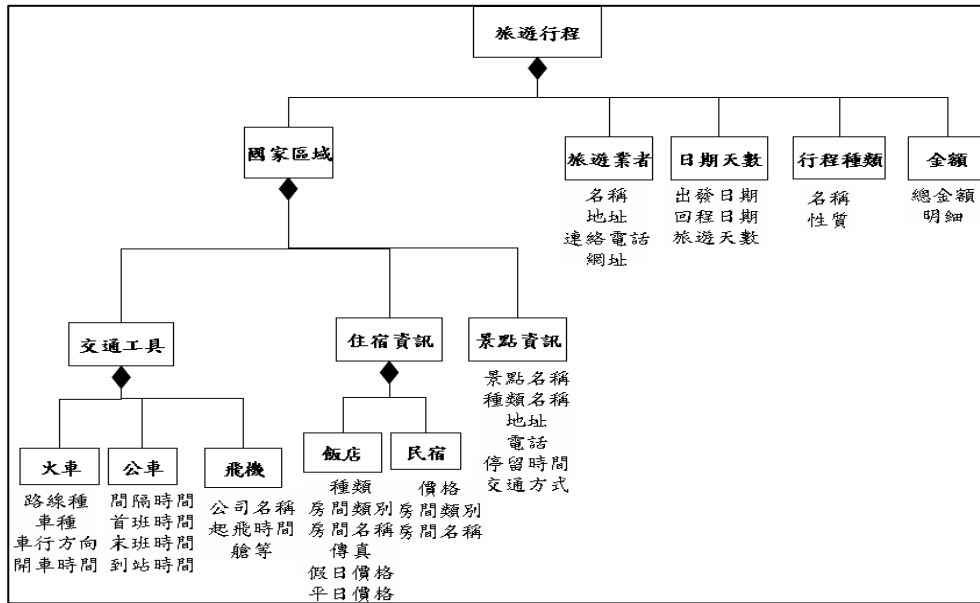 旅遊行程
國家區域
旅遊業者
名稱
地址
連絡電話
網址
日期天數
出發日期
回程日期
旅遊天數
行程種類
名稱
性質
金額
總金額
明細
交通工具
住宿資訊
景點資訊
景點名稱
種類名稱
地址
電話
停留時間
交通方式
火車
路線種
車種
車行方向
開車時間
公車
間隔時間
首班時間
末班時間
到站時間
飛機
公司名稱
起飛時間
艙等
飯店
種類
房間類別
房間名稱
傳真
假日價格
平日價格
民宿
價格
房間類別
房間名稱